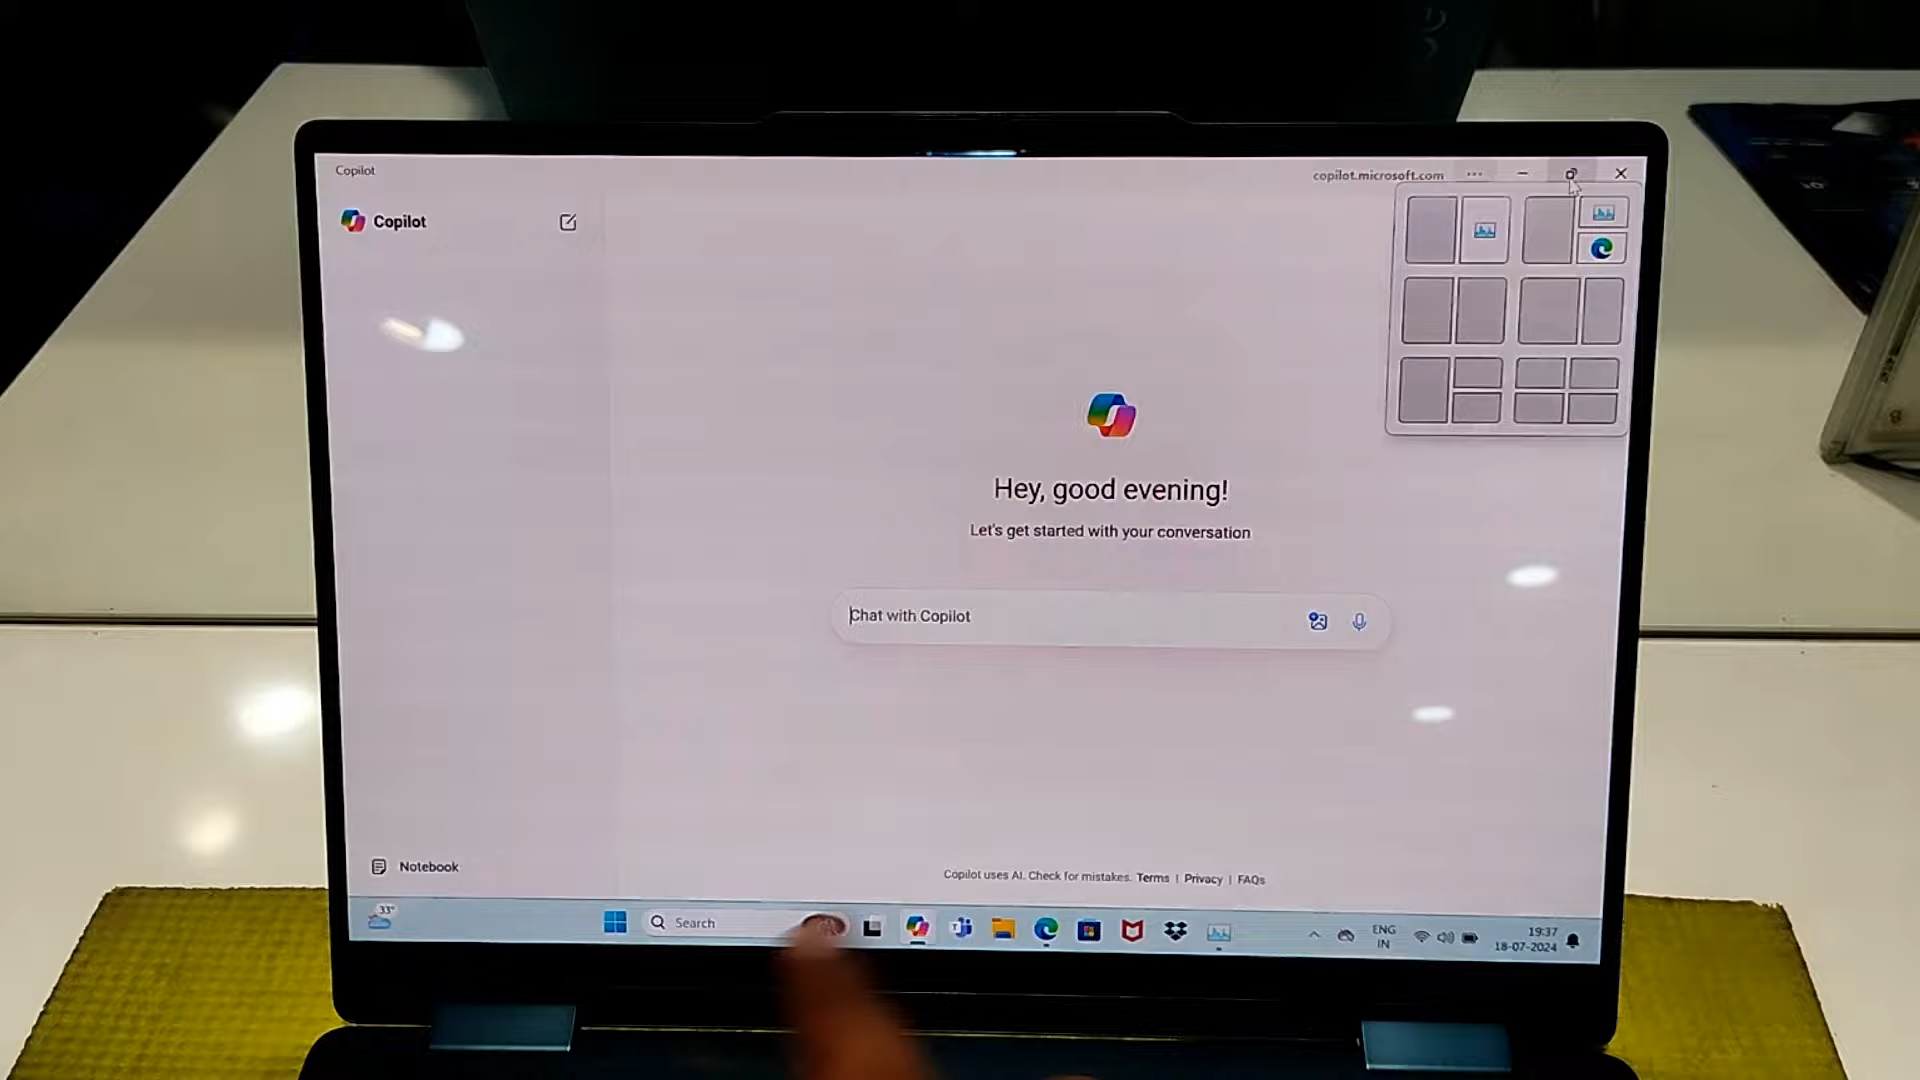 Copilot
copilot.microsoft.com
Copilot
Hey, good evening!
Let's get started with your conversation
Chat with Copilot
Notebook
Copilot uses AI. Check for mistakes. Terms | Privacy | FAQs
33°
Search
ENG
IN
19:37
18-07-2024